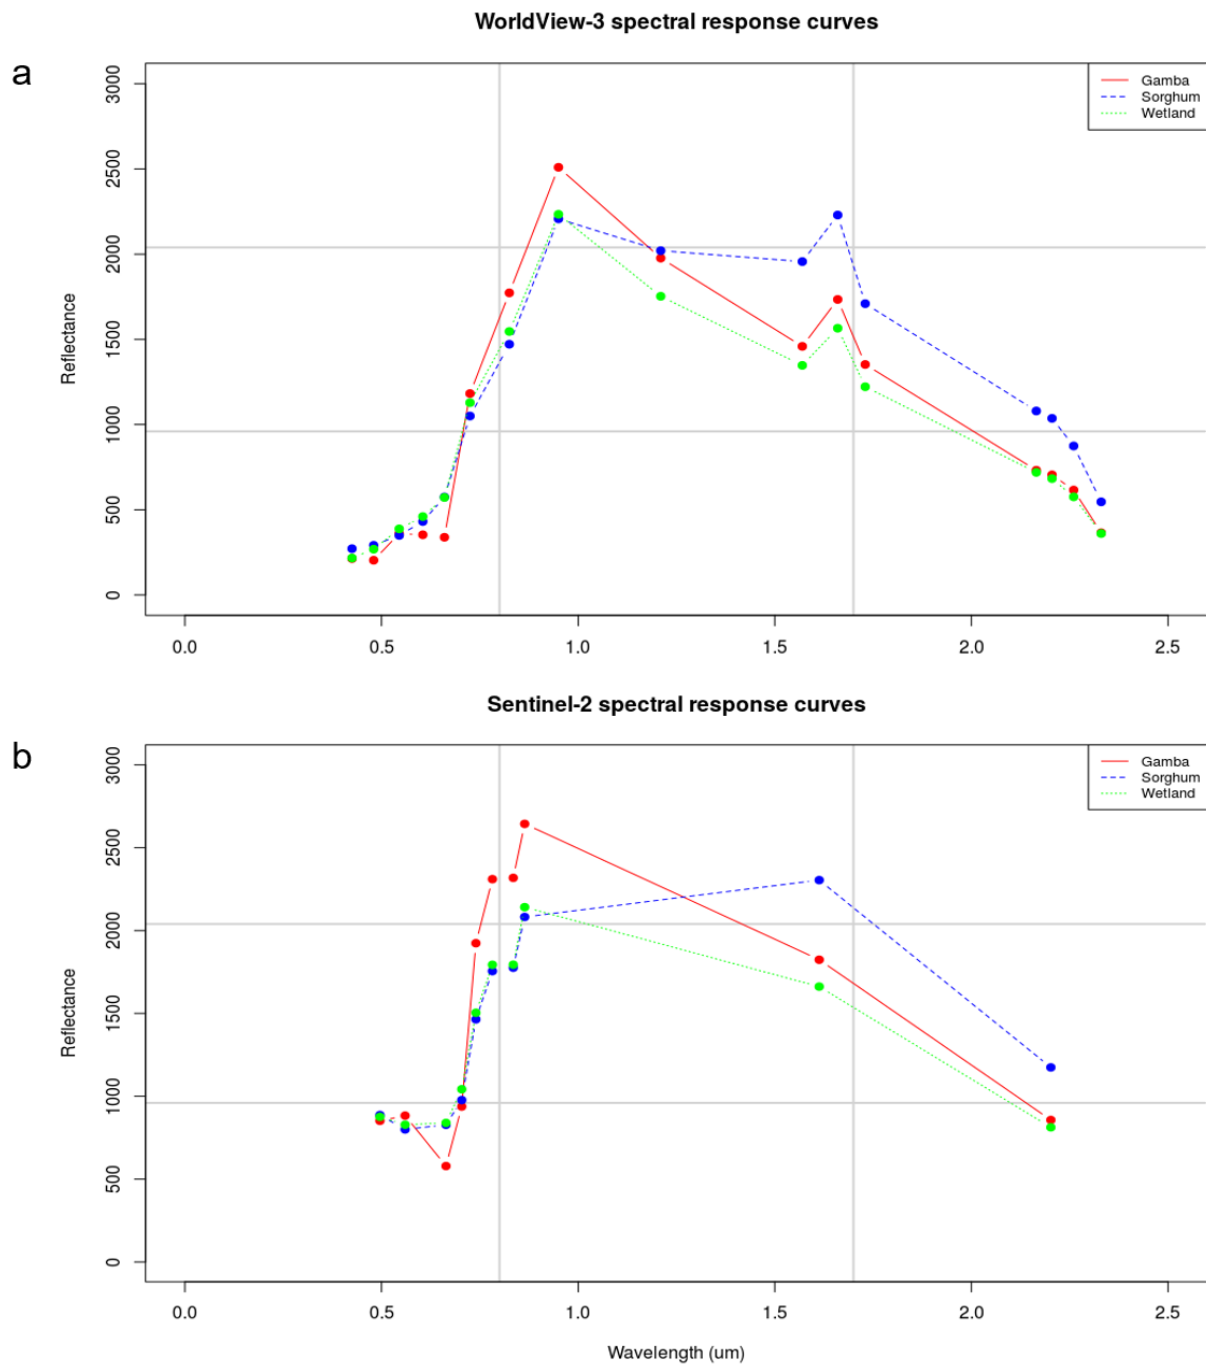 WorldView-3 spectral response curves
a
Gamba
Sorghum
Wetland
Reflectance
3000
2500
2000
1500
1000
500
0
0.0 0.5 1.0 1.5 2.0 2.5
Sentinel-2 spectral response curves
b
Gamba
Sorghum
Wetland
Reflectance
3000
2500
2000
1500
1000
500
0
0.0 0.5 1.0 1.5 2.0 2.5
Wavelength (um)